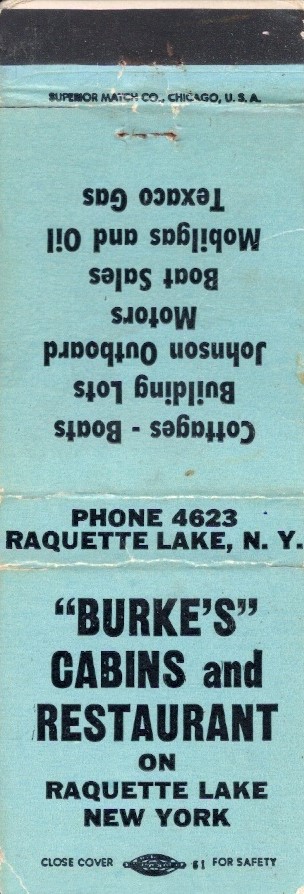 SUPERIOR MATCH CO., CHICAGO, U. S. A.
Cottages - Boats
Building Lots
Johnson Outboard
Motors
Boat Sales
Mobilgas and Oil
Texaco Gas
PHONE 4623
RAQUETTE LAKE, N. Y.
"BURKE'S"
CABINS and
RESTAURANT
ON
RAQUETTE LAKE
NEW YORK
CLOSE COVER 61 FOR SAFETY